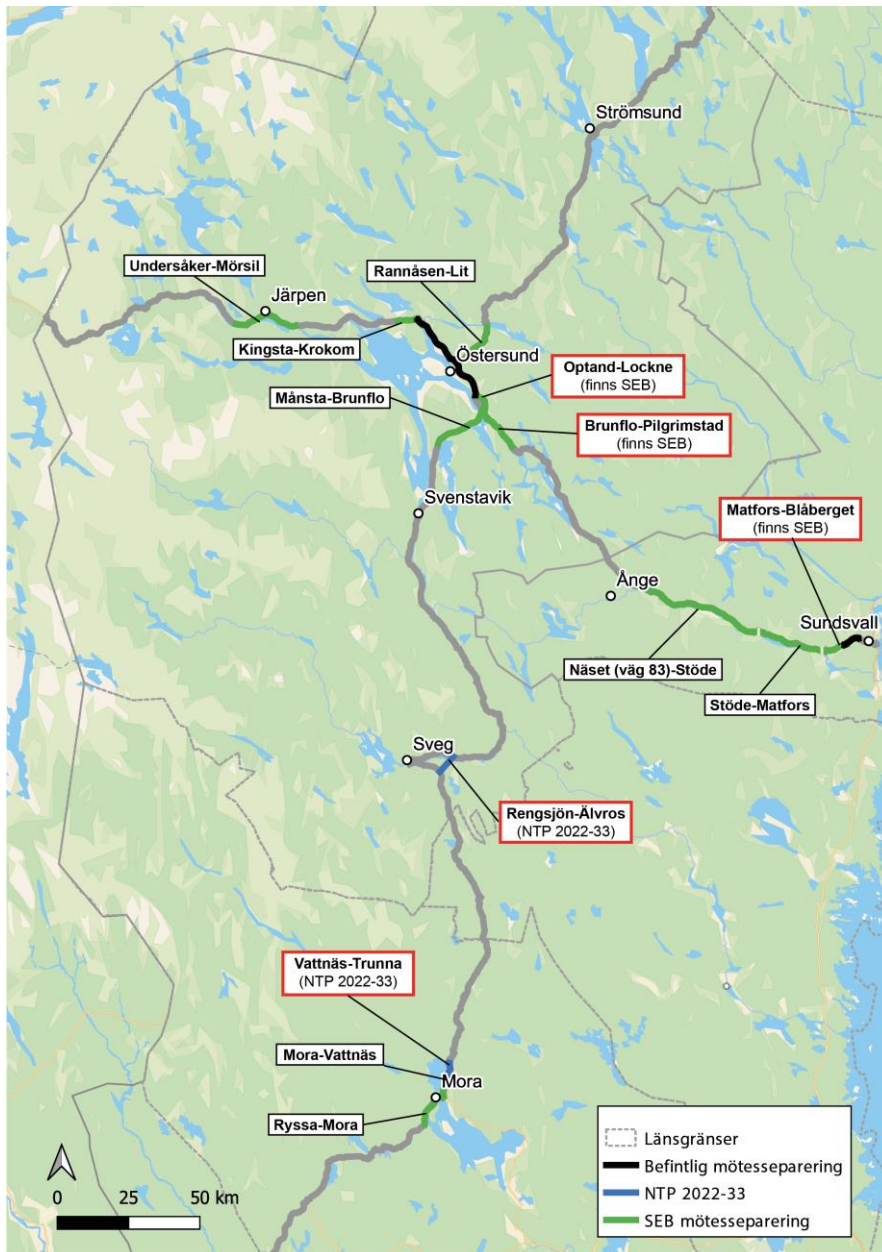 Strömsund
Undersåker-Mörsil
Rannåsen-Lit
Järpen
Kingsta-Krokom
Östersund
Optand-Lockne
(finns SEB)
Månsta-Brunflo
Brunflo-Pilgrimstad
(finns SEB)
Svenstavik
Matfors-Blåberget
(finns SEB)
Ånge
Sundsvall
Näset (väg 83)-Stöde
Stöde-Matfors
Sveg
Rengsjön-Älvros
(NTP 2022-33)
Vattnäs-Trunna
(NTP 2022-33)
Mora-Vattnäs
Mora
Ryssa-Mora
Länsgränser
Befintlig mötesseparering
NTP 2022-33
SEB mötesseparering
0 25 50 km